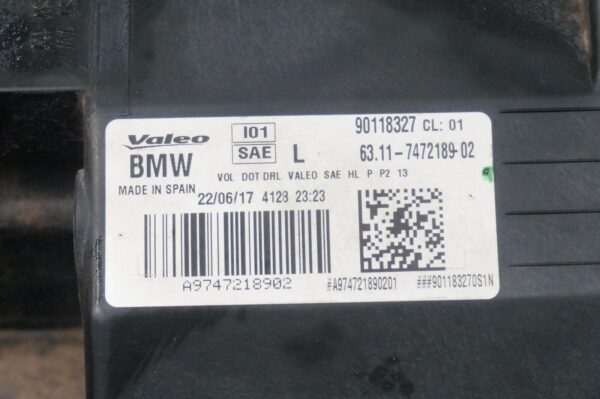 Valeo I01 90118327 CL: 01
BMW SAE L 63.11-7472189-02
VOL DOT DRL VALEO SAE HL P P2 13
MADE IN SPAIN 22/06/17 4128 23:23
A9747218902 #A974721890201 ###901183270S1N